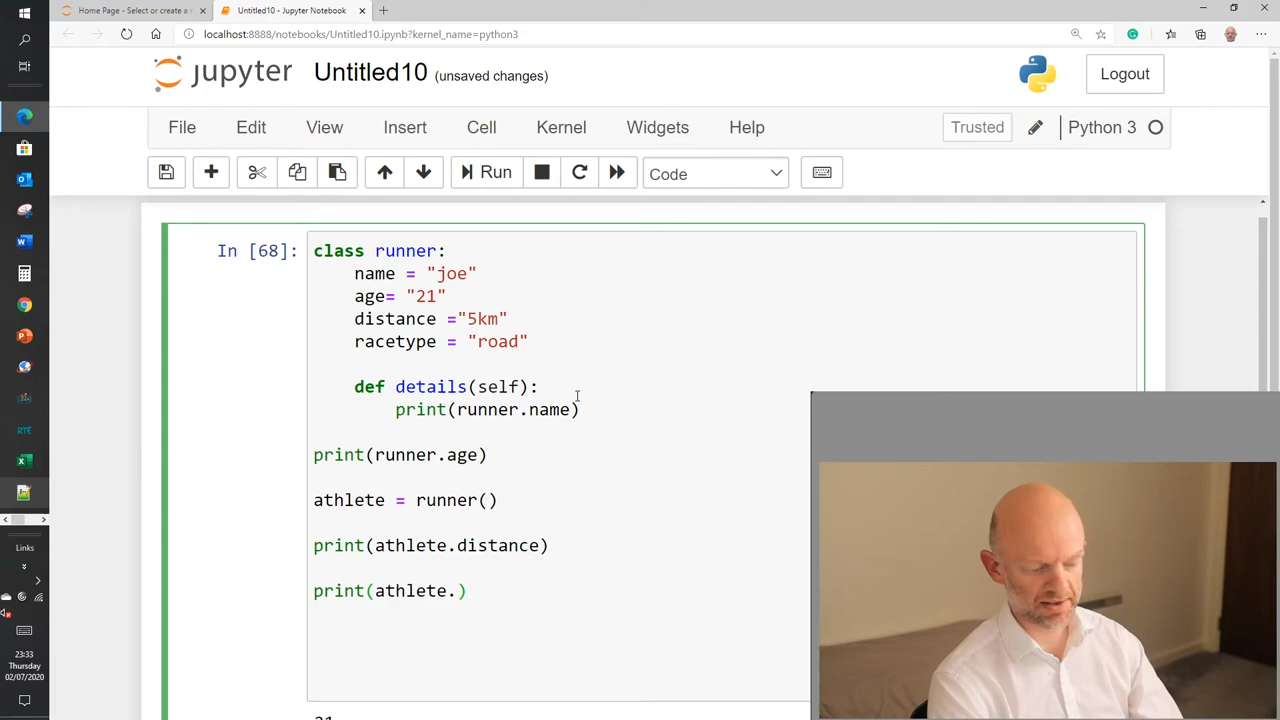 Home Page - Select or create a n
Untitled10 - Jupyter Notebook
localhost:8888/notebooks/Untitled10.ipynb?kernel_name=python3
jupyter Untitled10 (unsaved changes)
Logout
File Edit View Insert Cell Kernel Widgets Help
Trusted
Python 3
Run
Code
In [68]:
class runner:
    name = "joe"
    age= "21"
    distance ="5km"
    racetype = "road"
    def details(self):
        print(runner.name)
print(runner.age)
athlete = runner()
print(athlete.distance)
print(athlete.)
21
RTÉ
Links
23:33
Thursday
02/07/2020